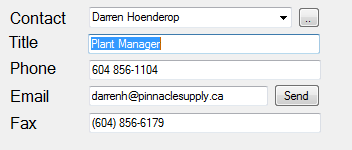 Contact Darren Hoenderop ..
Title Plant Manager
Phone 604 856-1104
Email darrenh@pinnaclesupply.ca Send
Fax (604) 856-6179